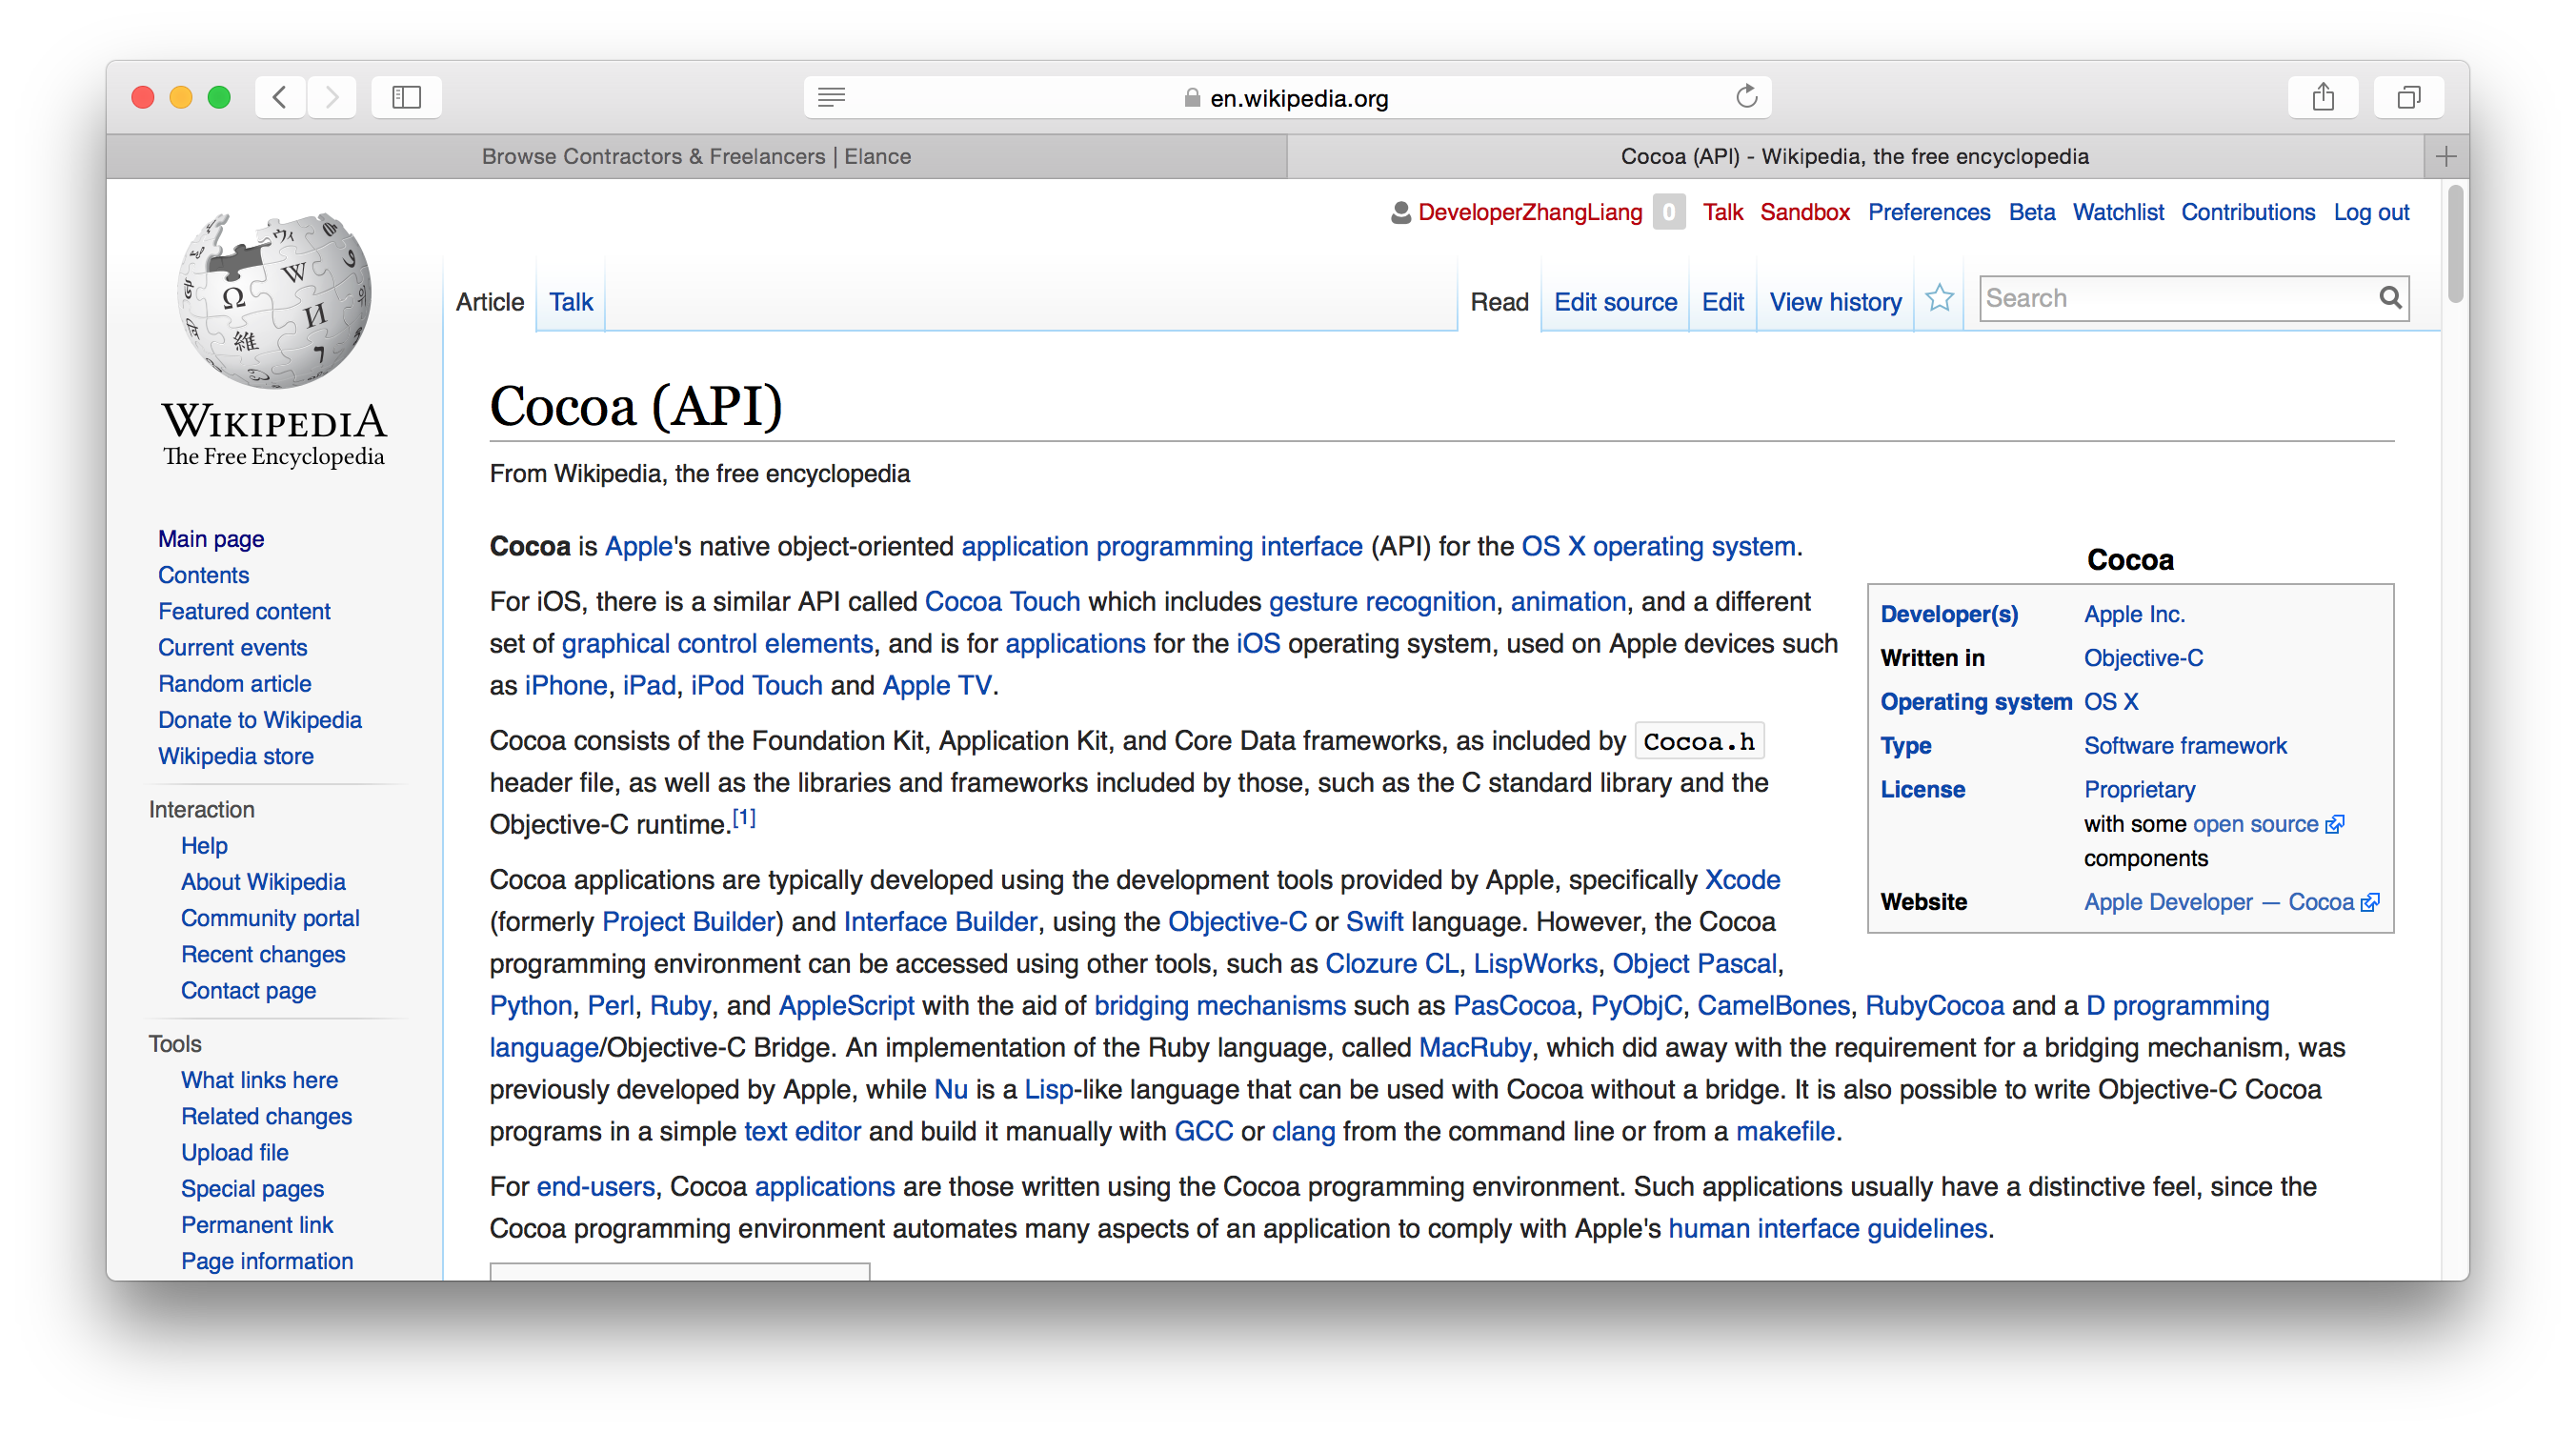 en.wikipedia.org
Browse Contractors & Freelancers | Elance
Cocoa (API) - Wikipedia, the free encyclopedia
DeveloperZhangLiang 0 Talk Sandbox Preferences Beta Watchlist Contributions Log out
Article Talk Read Edit source Edit View history Search
Ω W И 維 ウィ
WIKIPEDIA
The Free Encyclopedia
Main page
Contents
Featured content
Current events
Random article
Donate to Wikipedia
Wikipedia store
Interaction
Help
About Wikipedia
Community portal
Recent changes
Contact page
Tools
What links here
Related changes
Upload file
Special pages
Permanent link
Page information
Cocoa (API)
From Wikipedia, the free encyclopedia
Cocoa is Apple's native object-oriented application programming interface (API) for the OS X operating system.
For iOS, there is a similar API called Cocoa Touch which includes gesture recognition, animation, and a different
set of graphical control elements, and is for applications for the iOS operating system, used on Apple devices such
as iPhone, iPad, iPod Touch and Apple TV.
Cocoa consists of the Foundation Kit, Application Kit, and Core Data frameworks, as included by Cocoa.h
header file, as well as the libraries and frameworks included by those, such as the C standard library and the
Objective-C runtime.[1]
Cocoa applications are typically developed using the development tools provided by Apple, specifically Xcode
(formerly Project Builder) and Interface Builder, using the Objective-C or Swift language. However, the Cocoa
programming environment can be accessed using other tools, such as Clozure CL, LispWorks, Object Pascal,
Python, Perl, Ruby, and AppleScript with the aid of bridging mechanisms such as PasCocoa, PyObjC, CamelBones, RubyCocoa and a D programming
language/Objective-C Bridge. An implementation of the Ruby language, called MacRuby, which did away with the requirement for a bridging mechanism, was
previously developed by Apple, while Nu is a Lisp-like language that can be used with Cocoa without a bridge. It is also possible to write Objective-C Cocoa
programs in a simple text editor and build it manually with GCC or clang from the command line or from a makefile.
For end-users, Cocoa applications are those written using the Cocoa programming environment. Such applications usually have a distinctive feel, since the
Cocoa programming environment automates many aspects of an application to comply with Apple's human interface guidelines.
Cocoa
Developer(s) Apple Inc.
Written in Objective-C
Operating system OS X
Type Software framework
License Proprietary
with some open source
components
Website Apple Developer — Cocoa